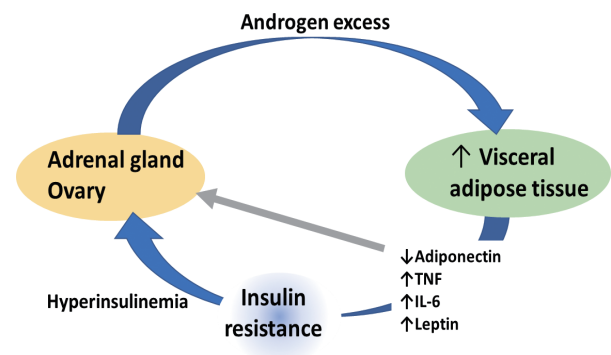 Androgen excess
Adrenal gland
Ovary
↑ Visceral
adipose tissue
↓Adiponectin
↑TNF
↑IL-6
↑Leptin
Insulin
resistance
Hyperinsulinemia